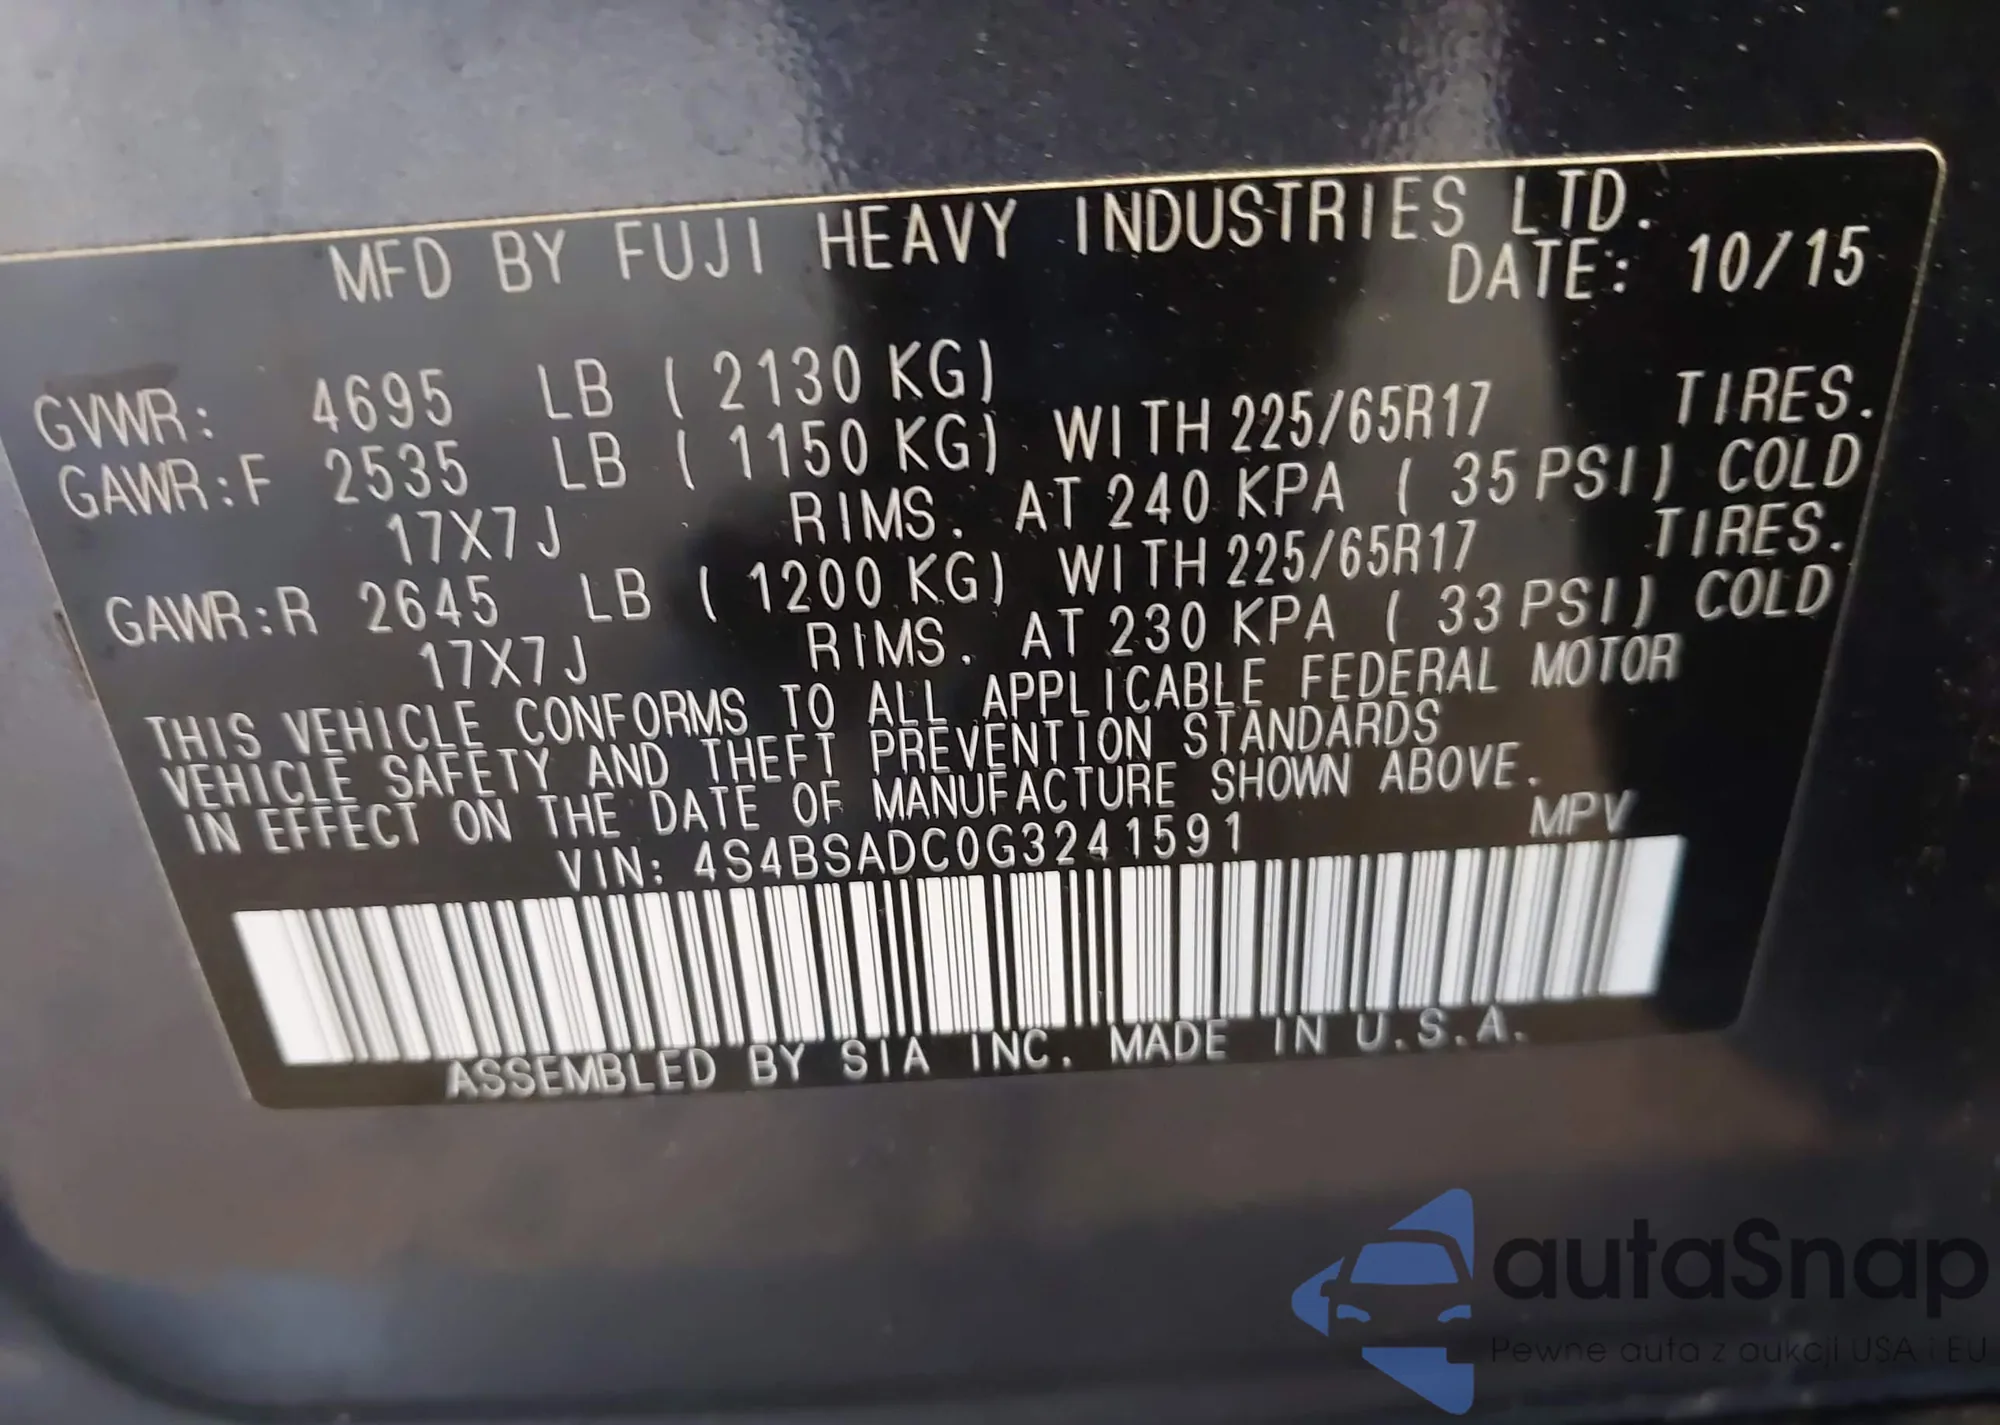 MFD BY FUJI HEAVY INDUSTRIES LTD.
DATE: 10/15
GVWR: 4695 LB ( 2130 KG)
GAWR:F 2535 LB ( 1150 KG) WITH 225/65R17 TIRES.
17X7J RIMS. AT 240 KPA ( 35 PSI) COLD
GAWR:R 2645 LB ( 1200 KG) WITH 225/65R17 TIRES.
17X7J RIMS. AT 230 KPA ( 33 PSI) COLD
THIS VEHICLE CONFORMS TO ALL APPLICABLE FEDERAL MOTOR
VEHICLE SAFETY AND THEFT PREVENTION STANDARDS
IN EFFECT ON THE DATE OF MANUFACTURE SHOWN ABOVE.
VIN: 4S4BSADC0G3241591 MPV
ASSEMBLED BY SIA INC. MADE IN U.S.A.
autaSnap
Pewne auta z aukcji USA i EU